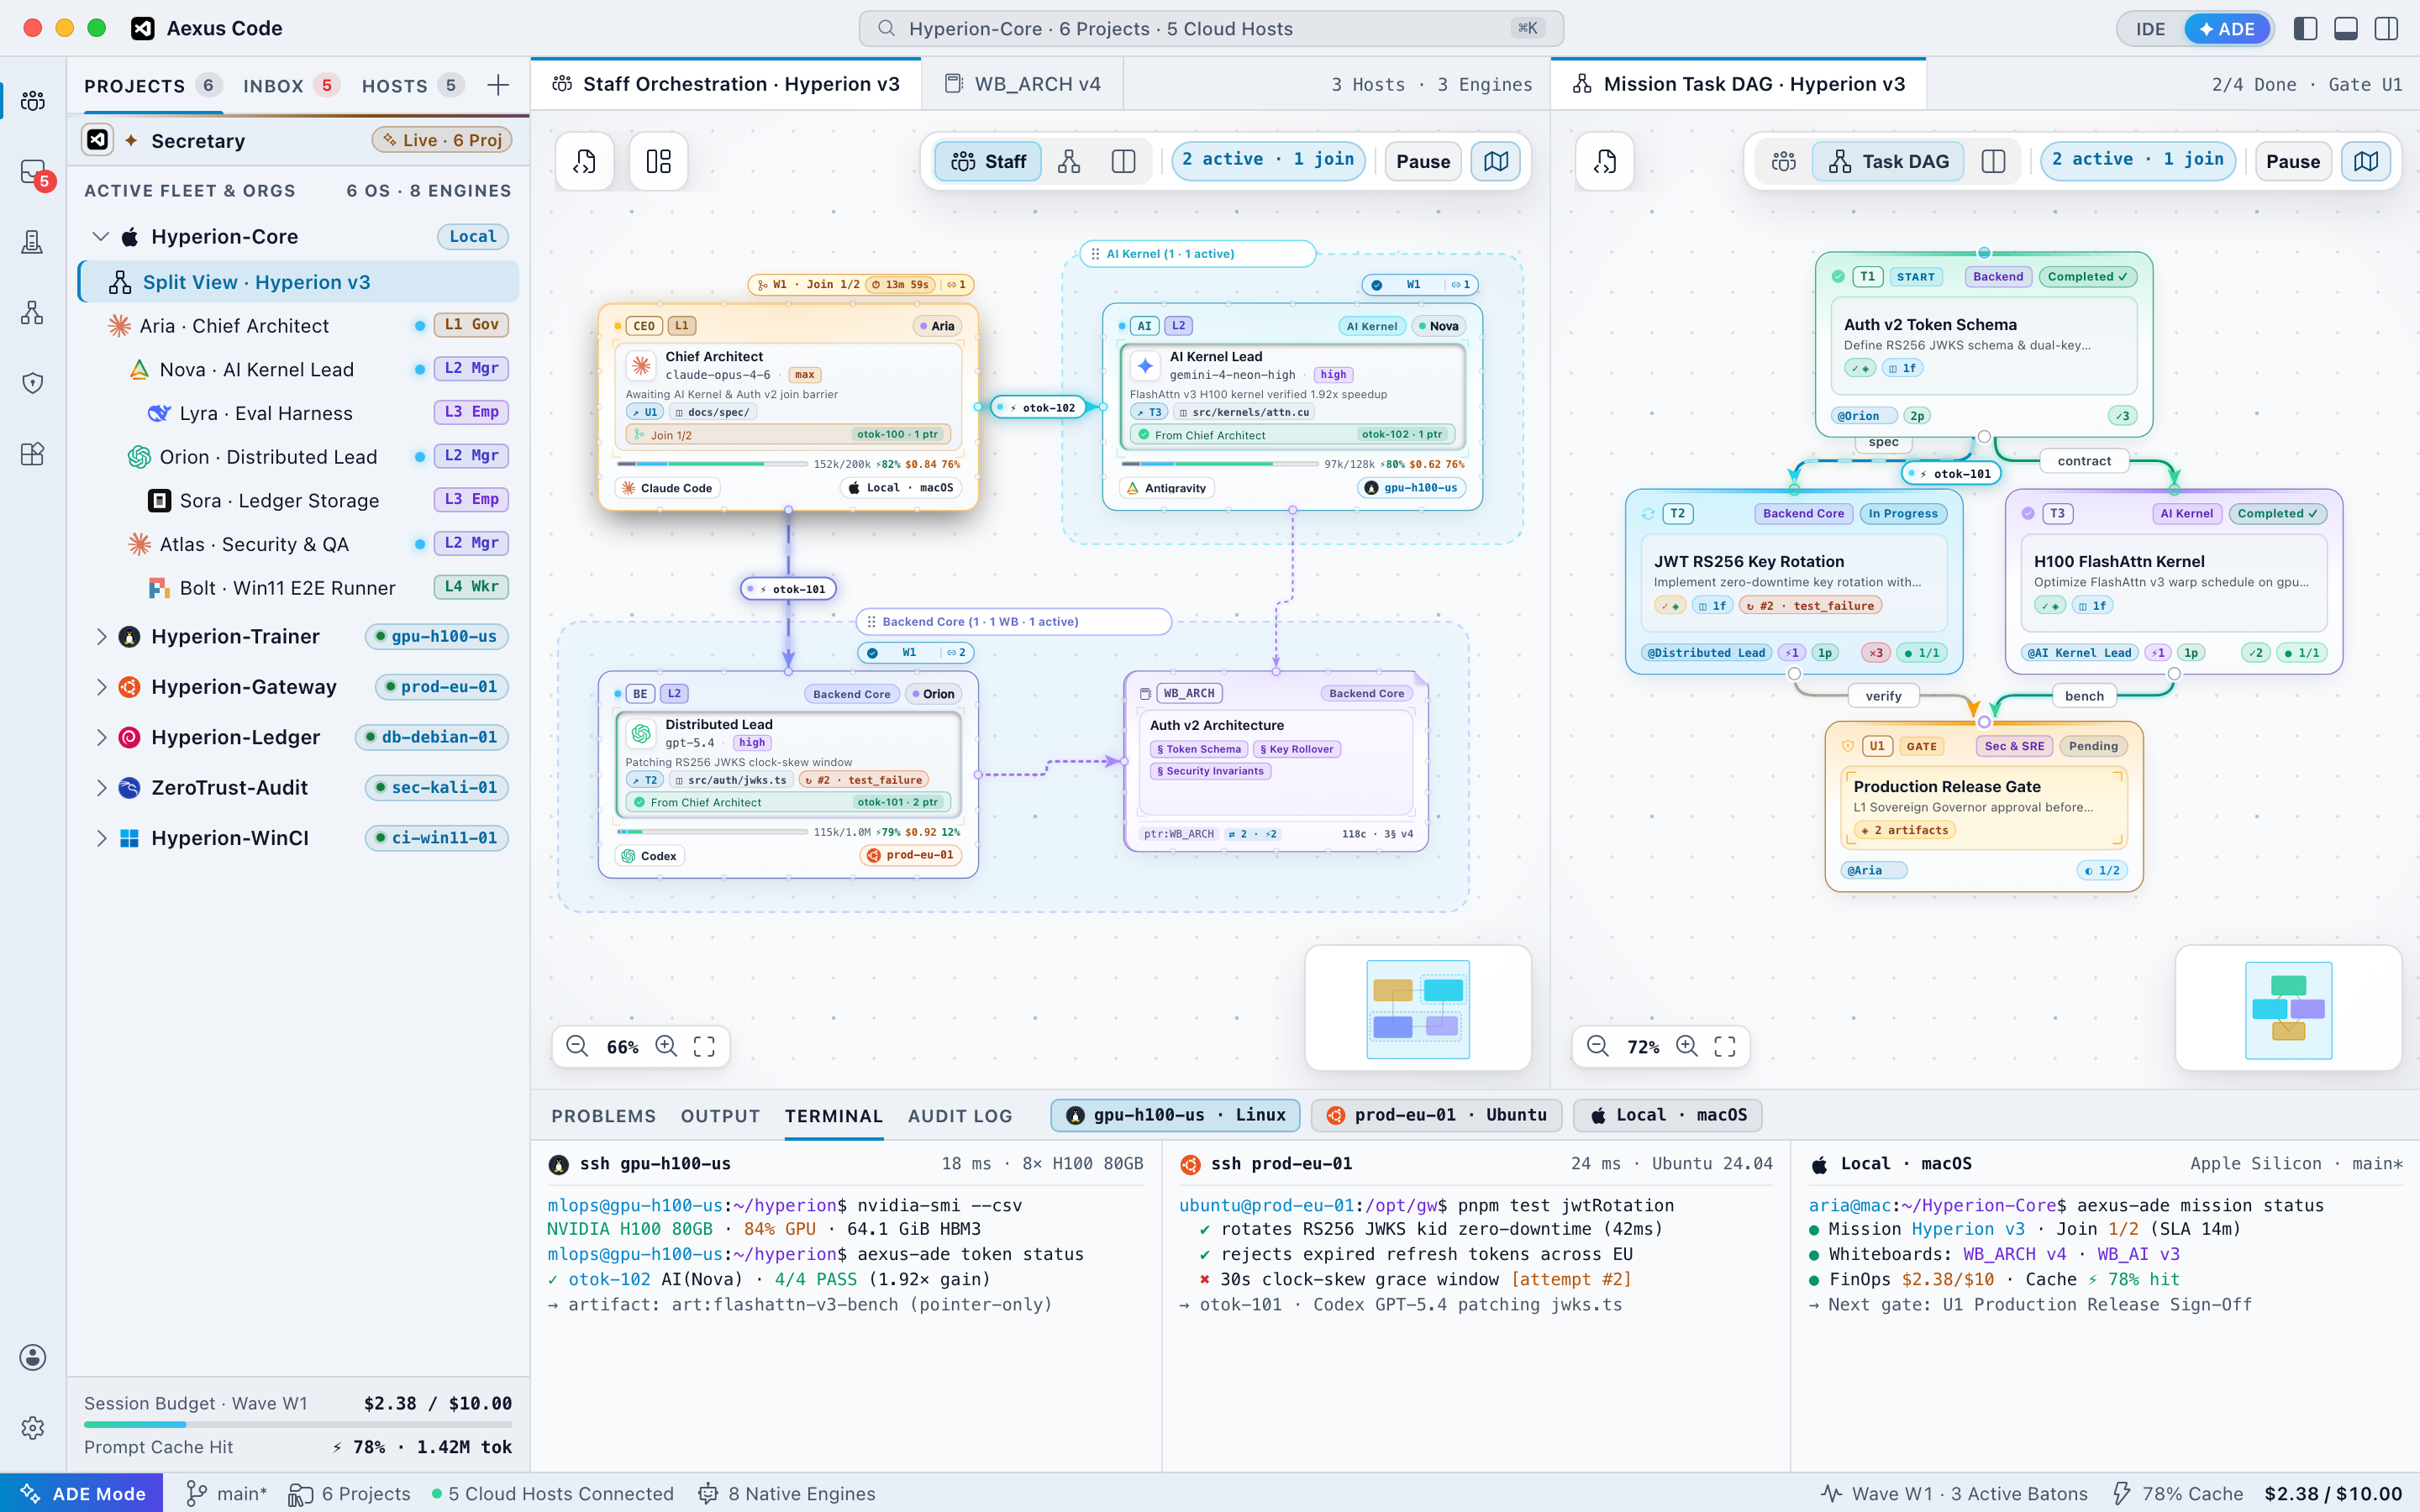 Aexus Code
Hyperion-Core · 6 Projects · 5 Cloud Hosts ⌘K
IDE ADE
PROJECTS 6 INBOX 5 HOSTS 5
Secretary Live · 6 Proj
5
ACTIVE FLEET & ORGS 6 OS · 8 ENGINES
Hyperion-Core Local
Split View · Hyperion v3
Aria · Chief Architect L1 Gov
Nova · AI Kernel Lead L2 Mgr
Lyra · Eval Harness L3 Emp
Orion · Distributed Lead L2 Mgr
Sora · Ledger Storage L3 Emp
Atlas · Security & QA L2 Mgr
Bolt · Win11 E2E Runner L4 Wkr
Hyperion-Trainer gpu-h100-us
Hyperion-Gateway prod-eu-01
Hyperion-Ledger db-debian-01
ZeroTrust-Audit sec-kali-01
Hyperion-WinCI ci-win11-01
Session Budget · Wave W1 $2.38 / $10.00
Prompt Cache Hit ⚡ 78% · 1.42M tok
Staff Orchestration · Hyperion v3 WB_ARCH v4 3 Hosts · 3 Engines
Staff 2 active · 1 join Pause
AI Kernel (1 · 1 active)
W1 · Join 1/2 13m 59s 1
CEO L1 Aria
Chief Architect
claude-opus-4-6 · max
Awaiting AI Kernel & Auth v2 join barrier
↗ U1 docs/spec/
Join 1/2 otok-100 · 1 ptr
152k/200k ⚡82% $0.84 76%
Claude Code Local · macOS
⚡ otok-102
W1 1
AI L2 AI Kernel Nova
AI Kernel Lead
gemini-4-neon-high · high
FlashAttn v3 H100 kernel verified 1.92x speedup
↗ T3 src/kernels/attn.cu
From Chief Architect otok-102 · 1 ptr
97k/128k ⚡80% $0.62 76%
Antigravity gpu-h100-us
⚡ otok-101
Backend Core (1 · 1 WB · 1 active)
W1 2
BE L2 Backend Core Orion
Distributed Lead
gpt-5.4 · high
Patching RS256 JWKS clock-skew window
↗ T2 src/auth/jwks.ts ↻ #2 · test_failure
From Chief Architect otok-101 · 2 ptr
115k/1.0M ⚡79% $0.92 12%
Codex prod-eu-01
WB_ARCH Backend Core
Auth v2 Architecture
§ Token Schema § Key Rollover
§ Security Invariants
ptr:WB_ARCH ⇄ 2 · ⚡2 118c · 3§ v4
66%
Mission Task DAG · Hyperion v3 2/4 Done · Gate U1
Task DAG 2 active · 1 join Pause
T1 START Backend Completed ✓
Auth v2 Token Schema
Define RS256 JWKS schema & dual-key...
✓◈ 1f
@Orion 2p ✓3
spec
⚡ otok-101
contract
T2 Backend Core In Progress
JWT RS256 Key Rotation
Implement zero-downtime key rotation with...
✓◈ 1f ↻ #2 · test_failure
@Distributed Lead ⚡1 1p ×3 ● 1/1
T3 AI Kernel Completed ✓
H100 FlashAttn Kernel
Optimize FlashAttn v3 warp schedule on gpu...
✓◈ 1f
@AI Kernel Lead ⚡1 1p ✓2 ● 1/1
verify bench
U1 GATE Sec & SRE Pending
Production Release Gate
L1 Sovereign Governor approval before...
◈ 2 artifacts
@Aria ◐ 1/2
72%
PROBLEMS OUTPUT TERMINAL AUDIT LOG gpu-h100-us · Linux prod-eu-01 · Ubuntu Local · macOS
ssh gpu-h100-us 18 ms · 8× H100 80GB
mlops@gpu-h100-us:~/hyperion$ nvidia-smi --csv
NVIDIA H100 80GB · 84% GPU · 64.1 GiB HBM3
mlops@gpu-h100-us:~/hyperion$ aexus-ade token status
✓ otok-102 AI(Nova) · 4/4 PASS (1.92× gain)
→ artifact: art:flashattn-v3-bench (pointer-only)
ssh prod-eu-01 24 ms · Ubuntu 24.04
ubuntu@prod-eu-01:/opt/gw$ pnpm test jwtRotation
✔ rotates RS256 JWKS kid zero-downtime (42ms)
✔ rejects expired refresh tokens across EU
✖ 30s clock-skew grace window [attempt #2]
→ otok-101 · Codex GPT-5.4 patching jwks.ts
Local · macOS Apple Silicon · main*
aria@mac:~/Hyperion-Core$ aexus-ade mission status
● Mission Hyperion v3 · Join 1/2 (SLA 14m)
● Whiteboards: WB_ARCH v4 · WB_AI v3
● FinOps $2.38/$10 · Cache ⚡ 78% hit
→ Next gate: U1 Production Release Sign-Off
ADE Mode main* 6 Projects 5 Cloud Hosts Connected 8 Native Engines Wave W1 · 3 Active Batons 78% Cache $2.38 / $10.00